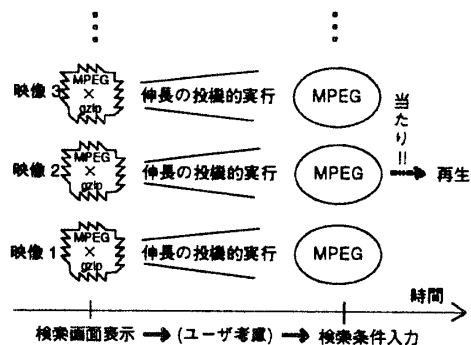 映像 3
MPEG
×
gzip
伸長の投機的実行
MPEG
当たり!!
映像 2
MPEG
×
gzip
伸長の投機的実行
MPEG
再生
映像 1
MPEG
×
gzip
伸長の投機的実行
MPEG
時間
検索画面表示 (ユーザ考慮) 検索条件入力